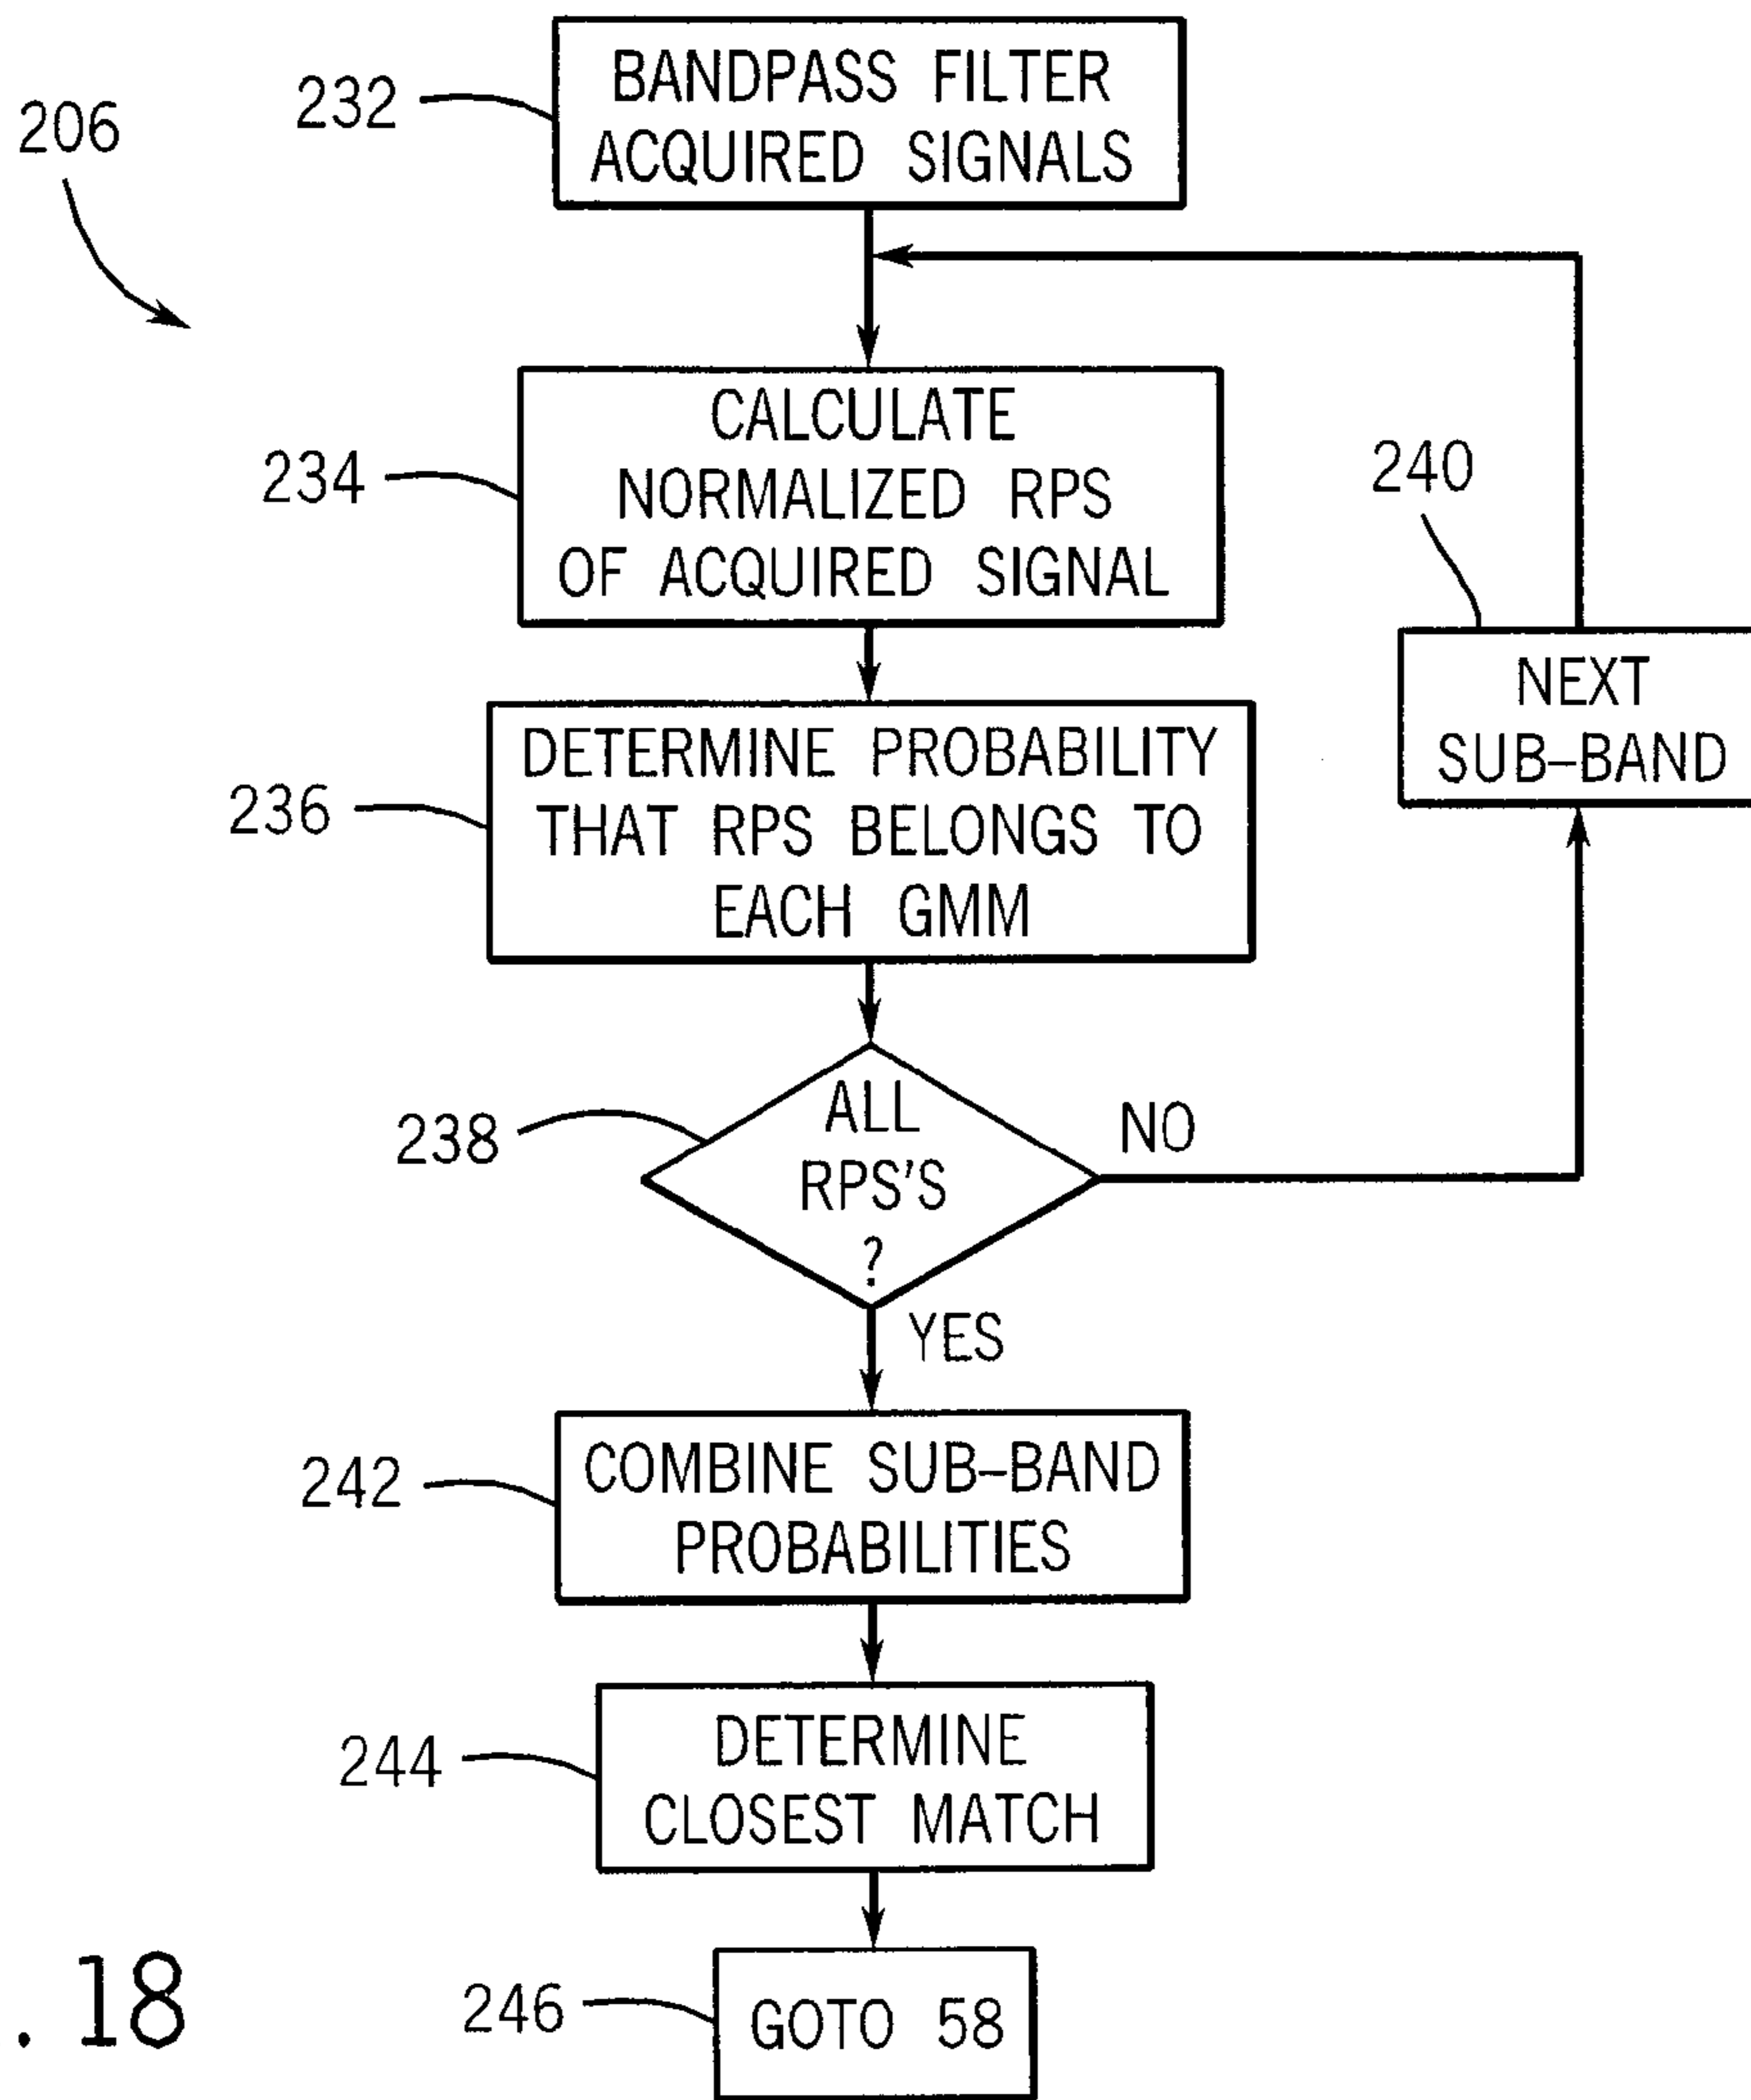 232
BANDPASS FILTER
ACQUIRED SIGNALS
206
234
CALCULATE
NORMALIZED RPS
OF ACQUIRED SIGNAL
240
NEXT
SUB-BAND
236
DETERMINE PROBABILITY
THAT RPS BELONGS TO
EACH GMM
238
ALL
RPS'S
?
NO
YES
242
COMBINE SUB-BAND
PROBABILITIES
244
DETERMINE
CLOSEST MATCH
246
GOTO 58
. 18